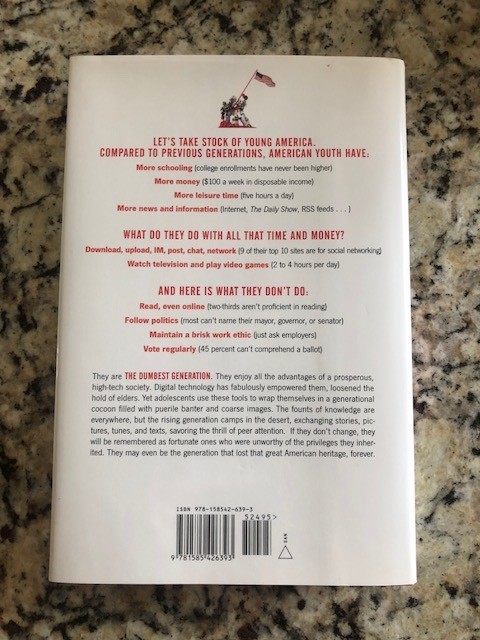 LET'S TAKE STOCK OF YOUNG AMERICA.
COMPARED TO PREVIOUS GENERATIONS, AMERICAN YOUTH HAVE:
More schooling (college enrollments have never been higher)
More money ($100 a week in disposable income)
More leisure time (five hours a day)
More news and information (Internet, The Daily Show, RSS feeds . . . )
WHAT DO THEY DO WITH ALL THAT TIME AND MONEY?
Download, upload, IM, post, chat, network (9 of their top 10 sites are for social networking)
Watch television and play video games (2 to 4 hours per day)
AND HERE IS WHAT THEY DON'T DO:
Read, even online (two-thirds aren't proficient in reading)
Follow politics (most can't name their mayor, governor, or senator)
Maintain a brisk work ethic (just ask employers)
Vote regularly (45 percent can't comprehend a ballot)
They are THE DUMBEST GENERATION. They enjoy all the advantages of a prosperous,
high-tech society. Digital technology has fabulously empowered them, loosened the
hold of elders. Yet adolescents use these tools to wrap themselves in a generational
cocoon filled with puerile banter and coarse images. The founts of knowledge are
everywhere, but the rising generation camps in the desert, exchanging stories, pic-
tures, tunes, and texts, savoring the thrill of peer attention. If they don't change, they
will be remembered as fortunate ones who were unworthy of the privileges they inher-
ited. They may even be the generation that lost that great American heritage, forever.
ISBN 978-158542-639-3
52495>
9 781585 426393
EAN